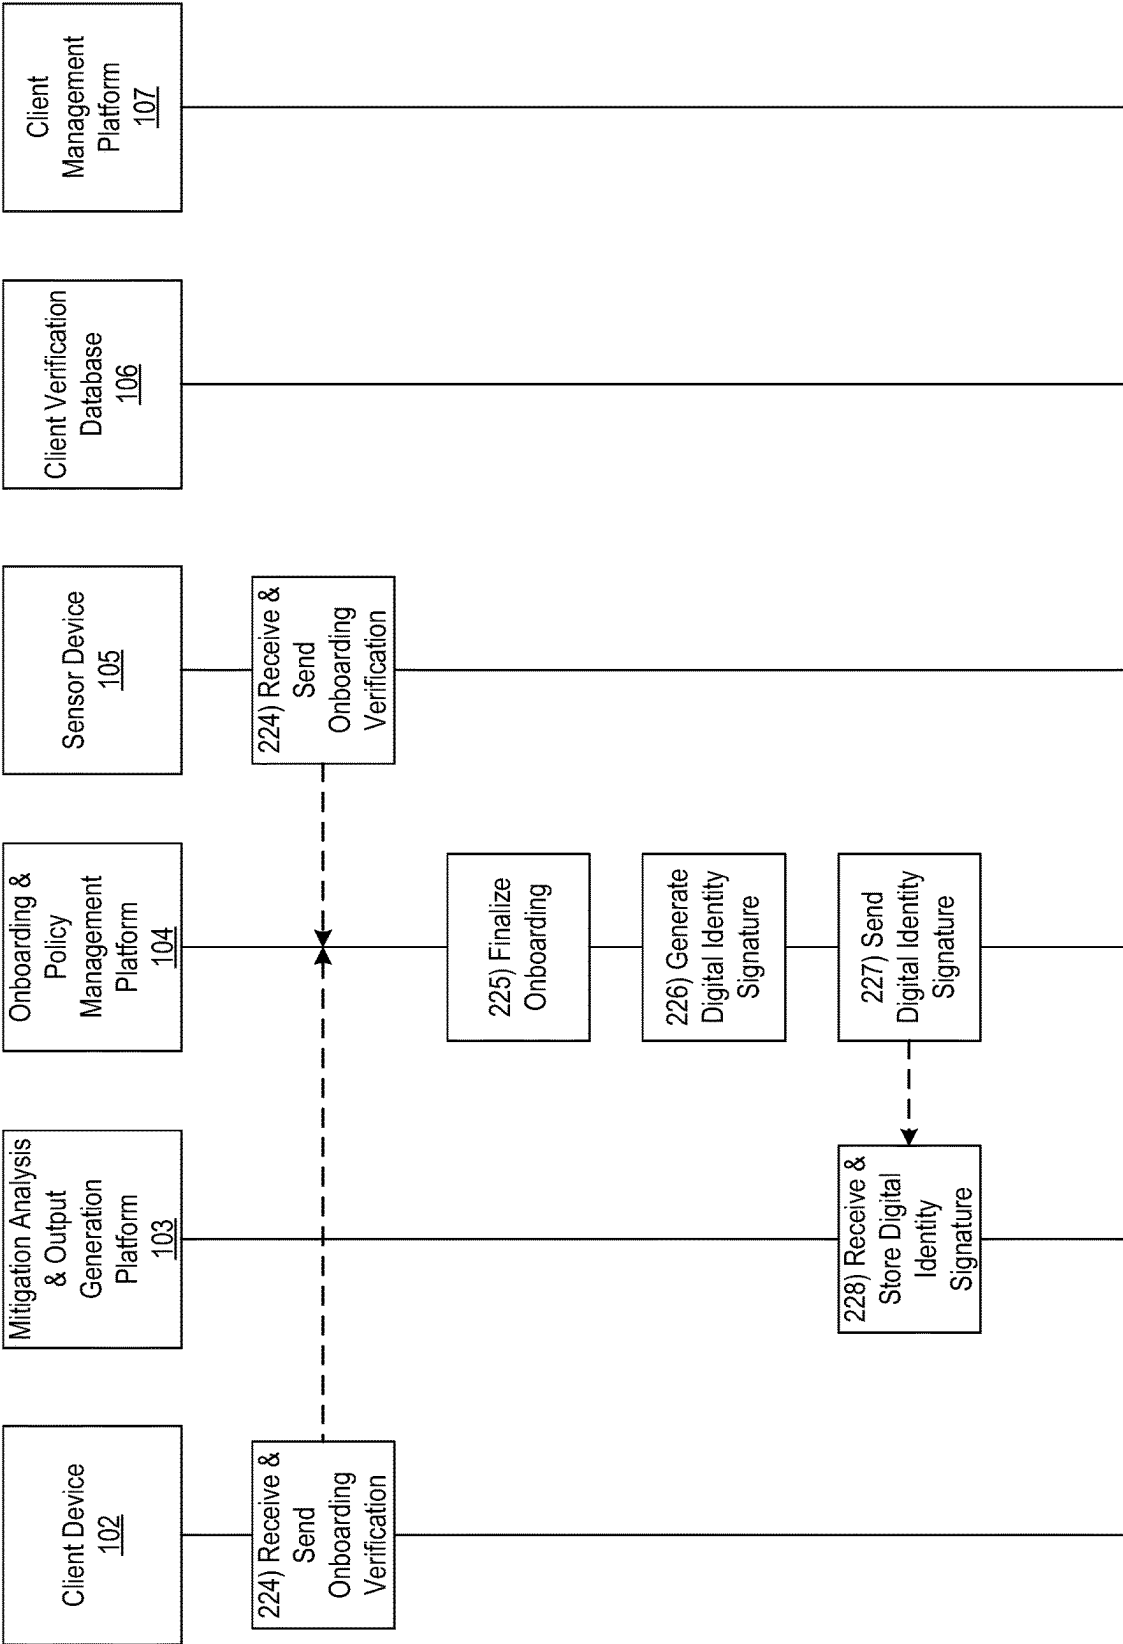 Client Device
102
Mitigation Analysis
& Output
Generation
Platform
103
Onboarding &
Policy
Management
Platform
104
Sensor Device
105
Client Verification
Database
106
Client
Management
Platform
107
224) Receive &
Send
Onboarding
Verification
224) Receive &
Send
Onboarding
Verification
225) Finalize
Onboarding
226) Generate
Digital Identity
Signature
227) Send
Digital Identity
Signature
228) Receive &
Store Digital
Identity
Signature